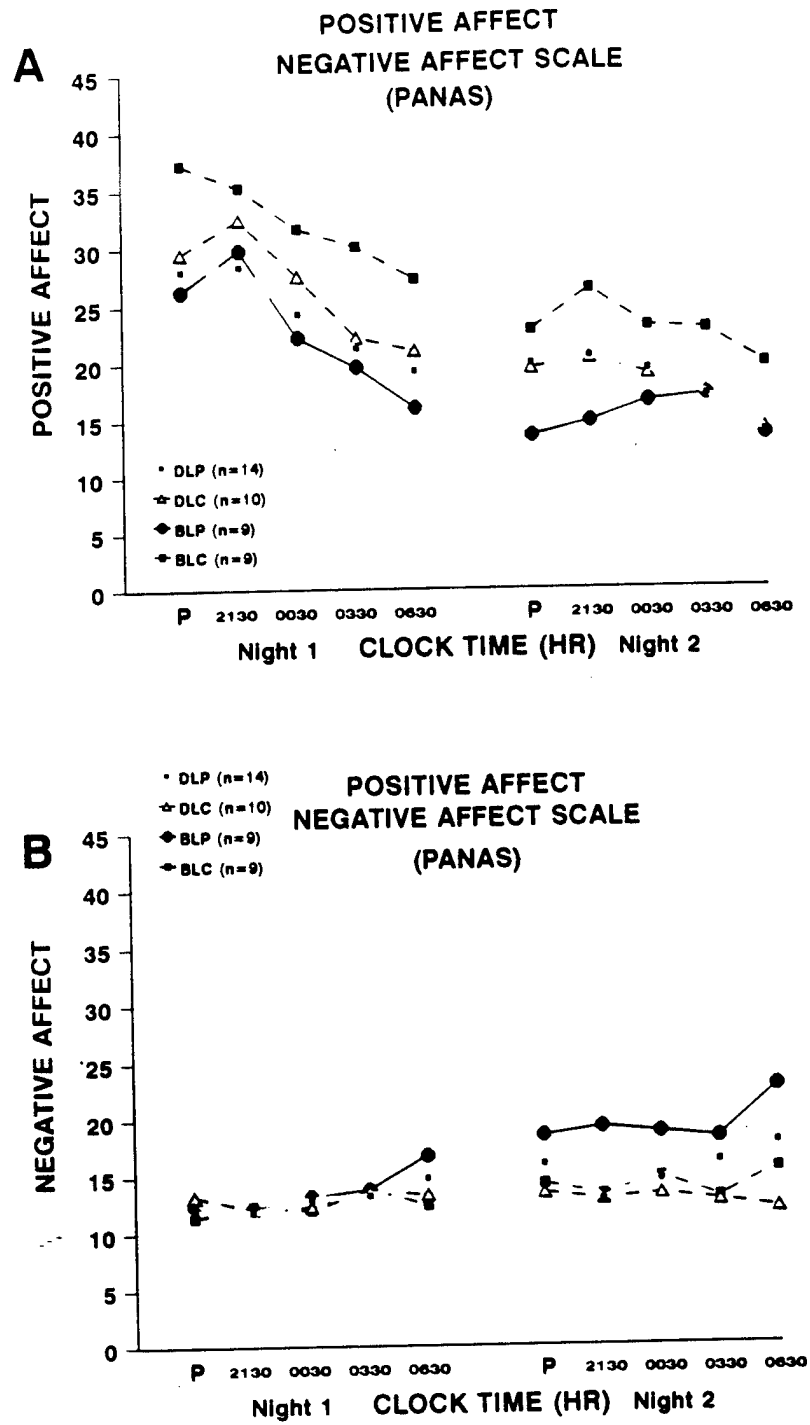 POSITIVE AFFECT
NEGATIVE AFFECT SCALE
(PANAS)
A
45
40
35
30
25
20
15
10
5
0
POSITIVE AFFECT
DLP (n=14)
DLC (n=10)
BLP (n=9)
BLC (n=9)
P 2130 0030 0330 0630 P 2130 0030 0330 0630
Night 1 CLOCK TIME (HR) Night 2
DLP (n=14)
DLC (n=10)
BLP (n=9)
BLC (n=9)
POSITIVE AFFECT
NEGATIVE AFFECT SCALE
(PANAS)
B
45
40
35
30
25
20
15
10
5
0
NEGATIVE AFFECT
P 2130 0030 0330 0630 P 2130 0030 0330 0630
Night 1 CLOCK TIME (HR) Night 2